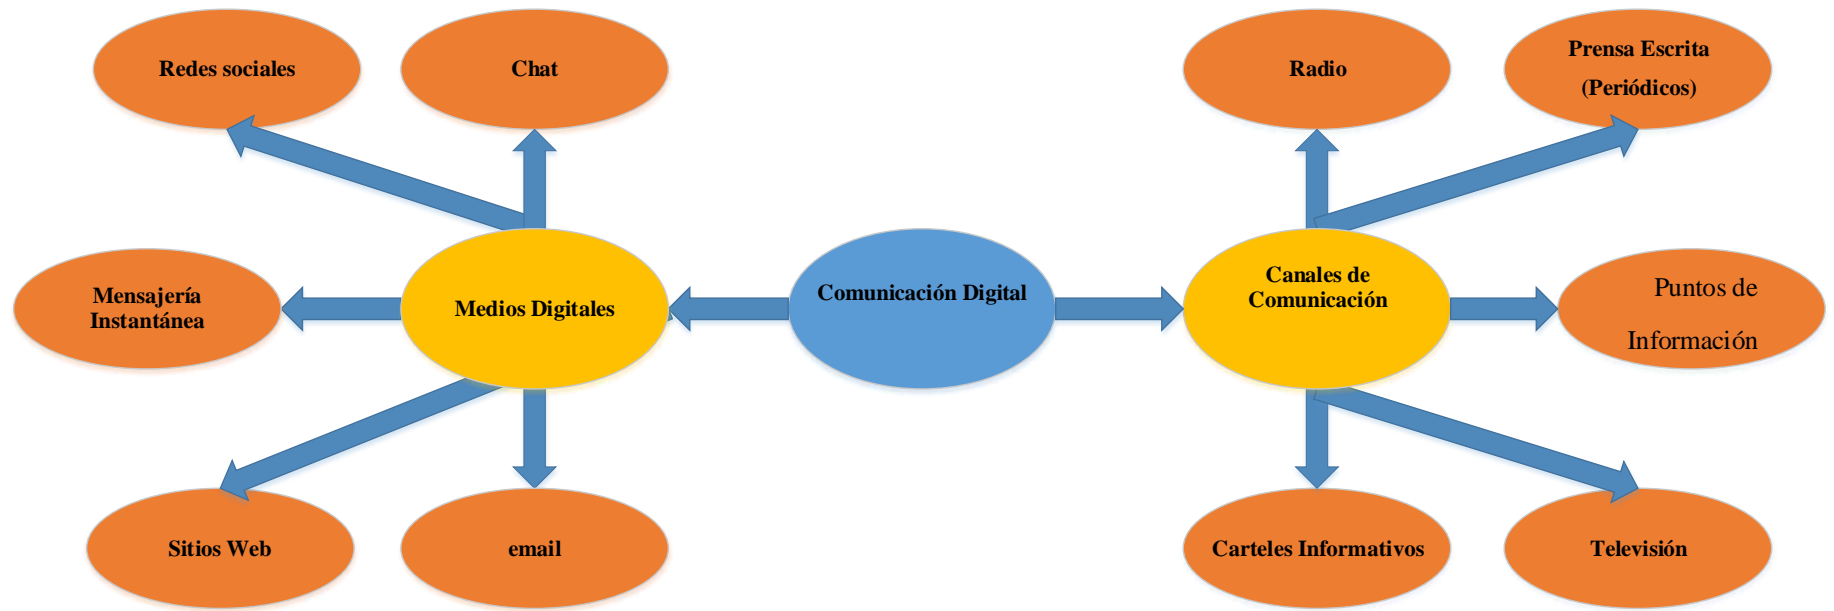 Redes sociales
Chat
Radio
Prensa Escrita
(Periódicos)
Mensajería
Instantánea
Medios Digitales
Comunicación Digital
Canales de
Comunicación
Puntos de
Información
Sitios Web
email
Carteles Informativos
Televisión